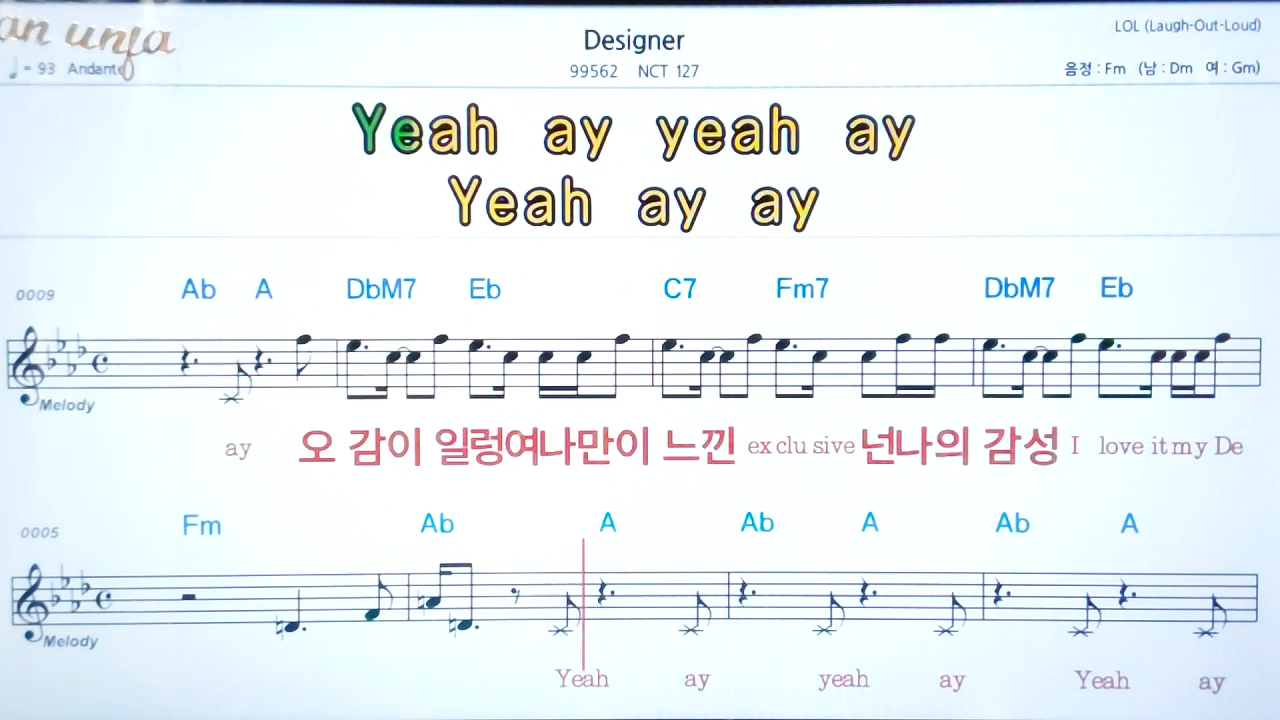 Designer
LOL (Laugh-Out-Loud)
♩= 93 Andante
99562 NCT 127
음정 : Fm (남 : Dm 여 : Gm)
Yeah ay yeah ay
Yeah ay ay
0009 Ab A DbM7 Eb C7 Fm7 DbM7 Eb
Melody
ay 오 감이 일렁여나만이 느낀 ex clu sive 넌나의 감성 I love it my De
0005 Fm Ab A Ab A Ab A
Melody
Yeah ay yeah ay Yeah ay